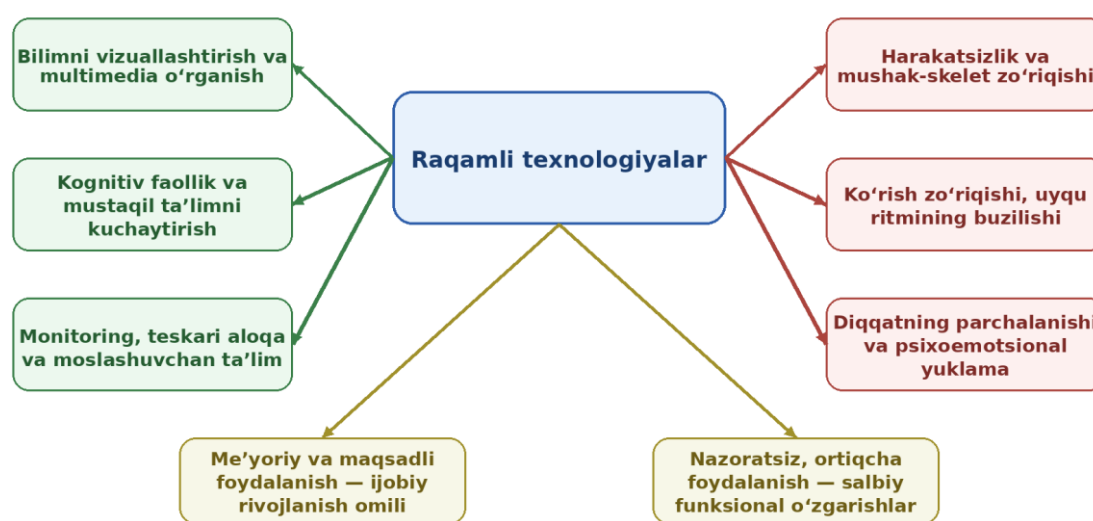 Bilimni vizuallashtirish va
multimedia o‘rganish
Kognitiv faollik va
mustaqil ta’limni
kuchaytirish
Monitoring, teskari aloqa
va moslashuvchan ta’lim
Raqamli texnologiyalar
Harakatsizlik va
mushak-skelet zo‘riqishi
Ko‘rish zo‘riqishi, uyqu
ritmining buzilishi
Diqqatning parchalanishi
va psixoemotsional
yuklama
Me’yoriy va maqsadli
foydalanish — ijobiy
rivojlanish omili
Nazoratsiz, ortiqcha
foydalanish — salbiy
funksional o‘zgarishlar